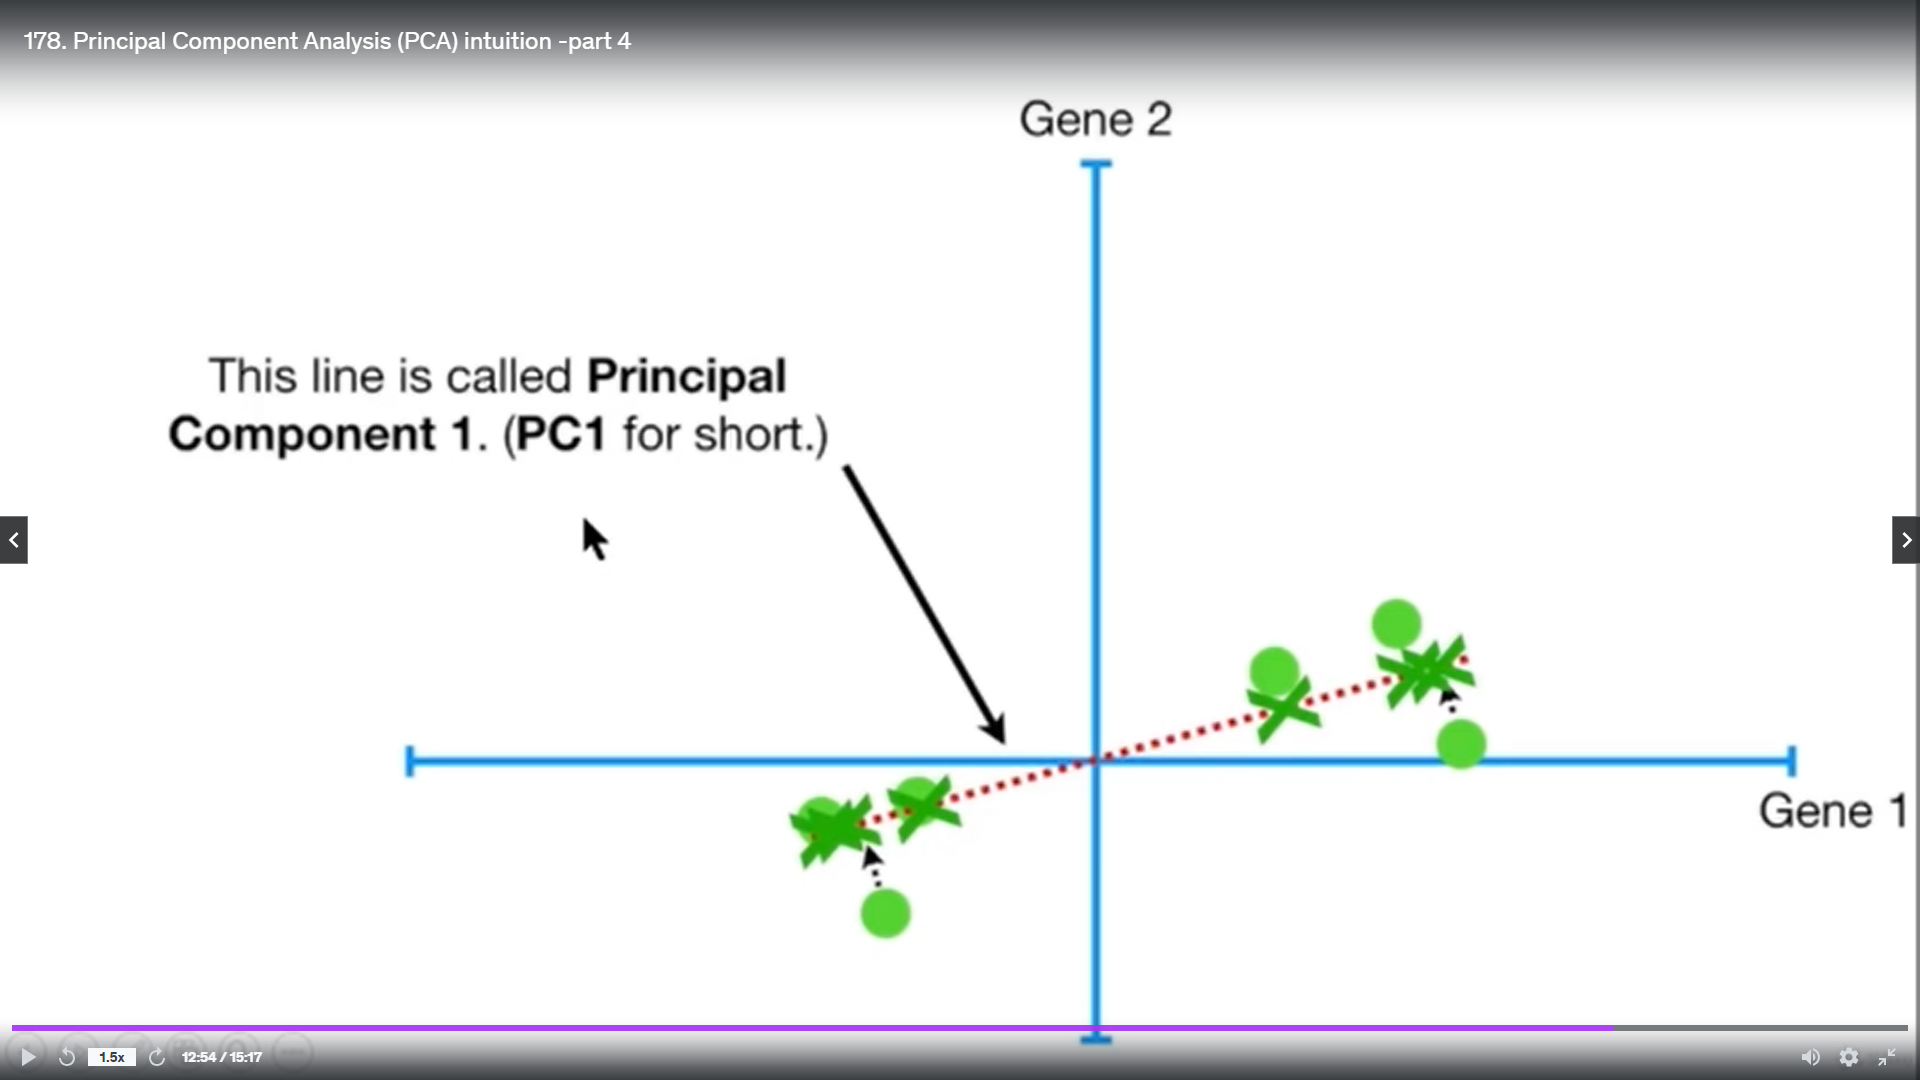 178. Principal Component Analysis (PCA) intuition -part 4
Gene 2
This line is called Principal
Component 1. (PC1 for short.)
Gene 1
1.5x
12:54 / 15:17